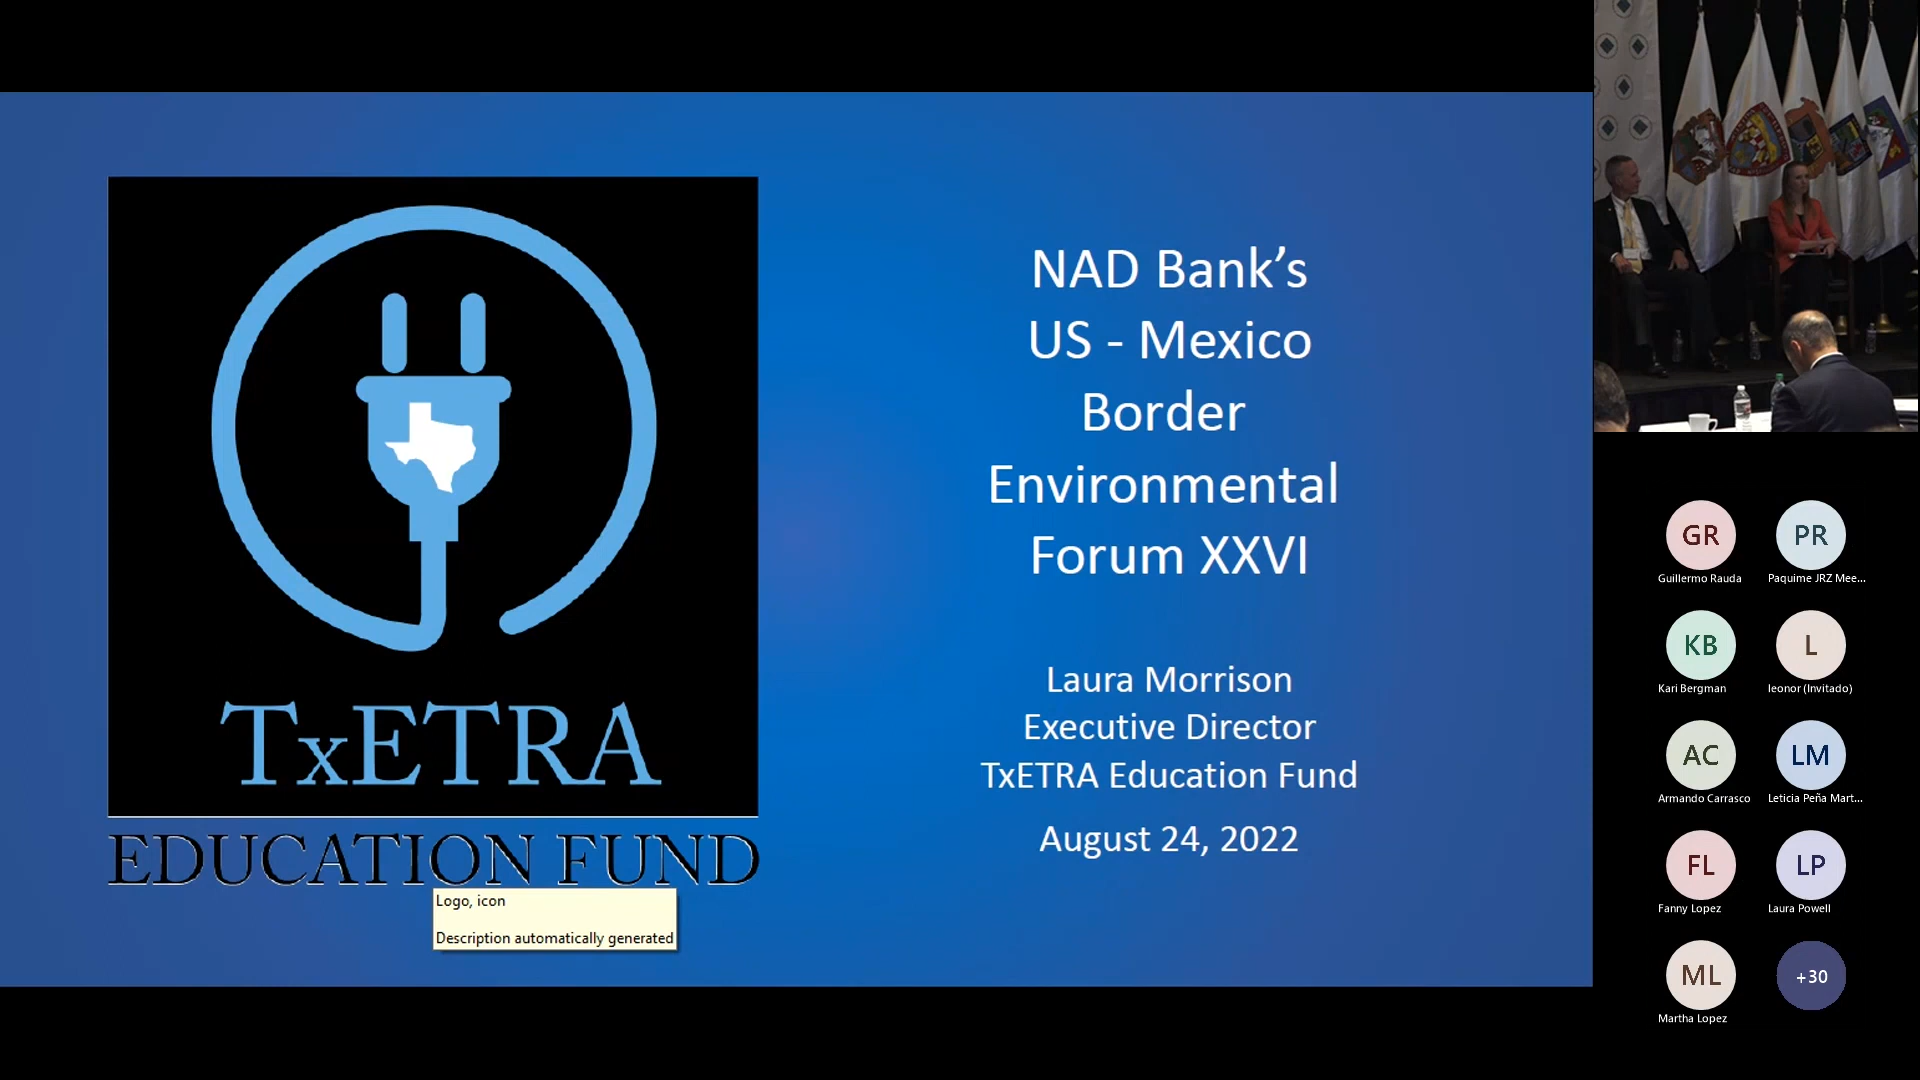 TxETRA
EDUCATION FUND
Logo, icon
Description automatically generated
NAD Bank’s
US - Mexico
Border
Environmental
Forum XXVI
Laura Morrison
Executive Director
TxETRA Education Fund
August 24, 2022
GR
Guillermo Rauda
PR
Paquime JRZ Mee...
KB
Kari Bergman
L
leonor (Invitado)
AC
Armando Carrasco
LM
Leticia Peña Mart...
FL
Fanny Lopez
LP
Laura Powell
ML
Martha Lopez
+30